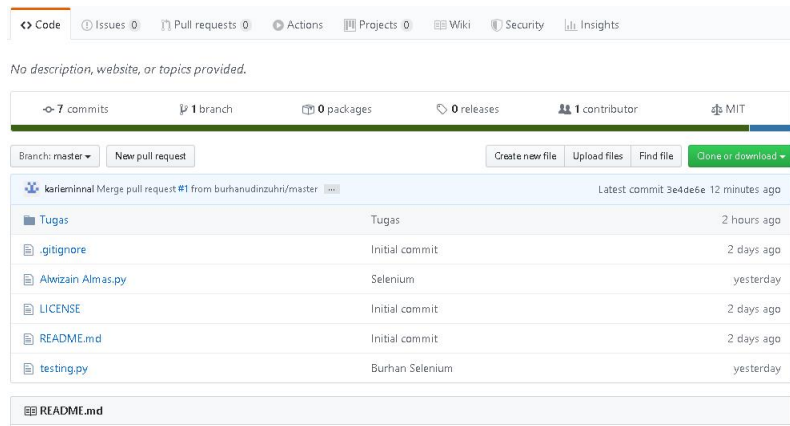 Code Issues 0 Pull requests 0 Actions Projects 0 Wiki Security Insights
No description, website, or topics provided.
7 commits 1 branch 0 packages 0 releases 1 contributor MIT
Branch: master New pull request Create new file Upload files Find file Clone or download
karieminnal Merge pull request #1 from burhanudinzuhri/master ... Latest commit 3e4de6e 12 minutes ago
Tugas Tugas 2 hours ago
.gitignore Initial commit 2 days ago
Alwizain Almas.py Selenium yesterday
LICENSE Initial commit 2 days ago
README.md Initial commit 2 days ago
testing.py Burhan Selenium yesterday
README.md